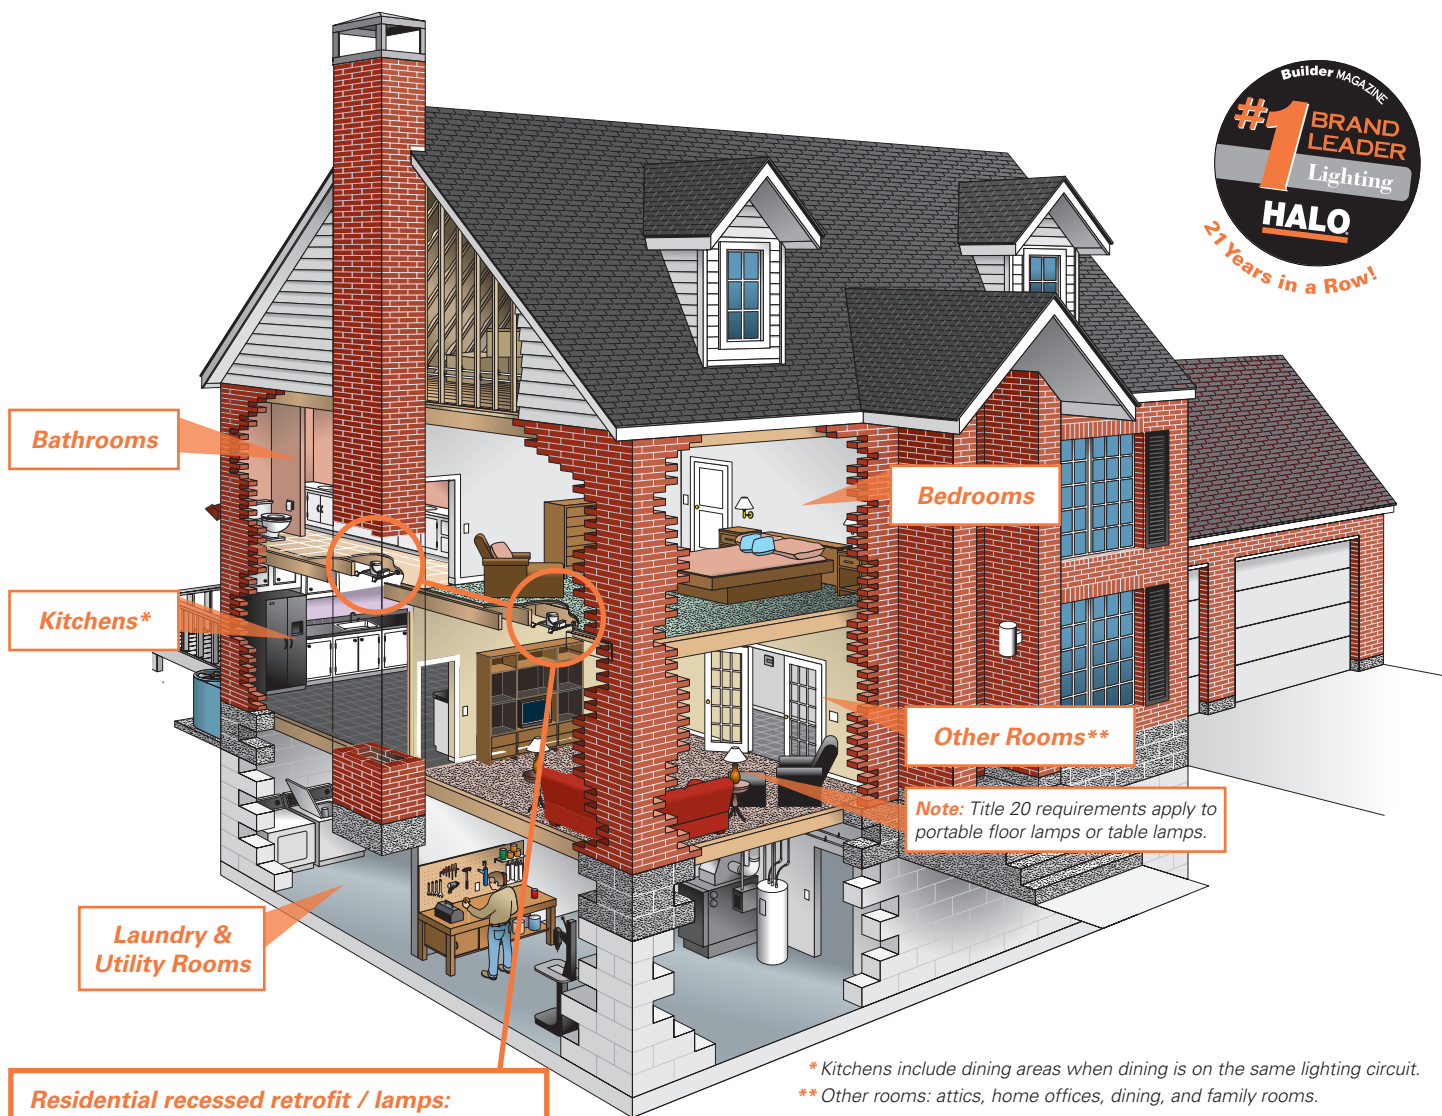 Builder MAGAZINE
#1 BRAND
LEADER
Lighting
HALO
21 Years in a Row!
Bathrooms
Bedrooms
Kitchens*
Other Rooms**
Note: Title 20 requirements apply to
portable floor lamps or table lamps.
Laundry &
Utility Rooms
Residential recessed retrofit / lamps:
* Kitchens include dining areas when dining is on the same lighting circuit.
** Other rooms: attics, home offices, dining, and family rooms.